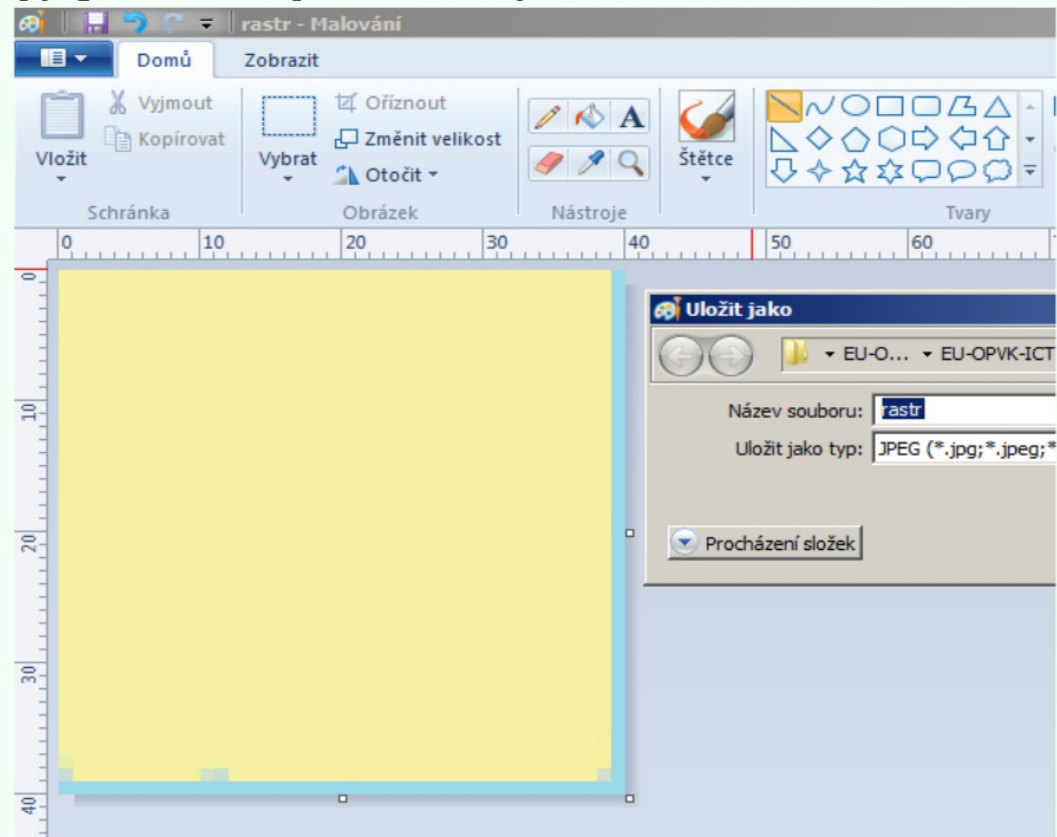 rastr - Malování
Domů Zobrazit
Vložit
Vyjmout
Kopírovat
Schránka
Vybrat
Oříznout
Změnit velikost
Otočit
Obrázek
A
Nástroje
Štětce
Tvary
0 10 20 30 40 50 60
0
10
20
30
40
Uložit jako
EU-O... EU-OPVK-ICT
Název souboru: rastr
Uložit jako typ: JPEG (*.jpg;*.jpeg;*
Procházení složek